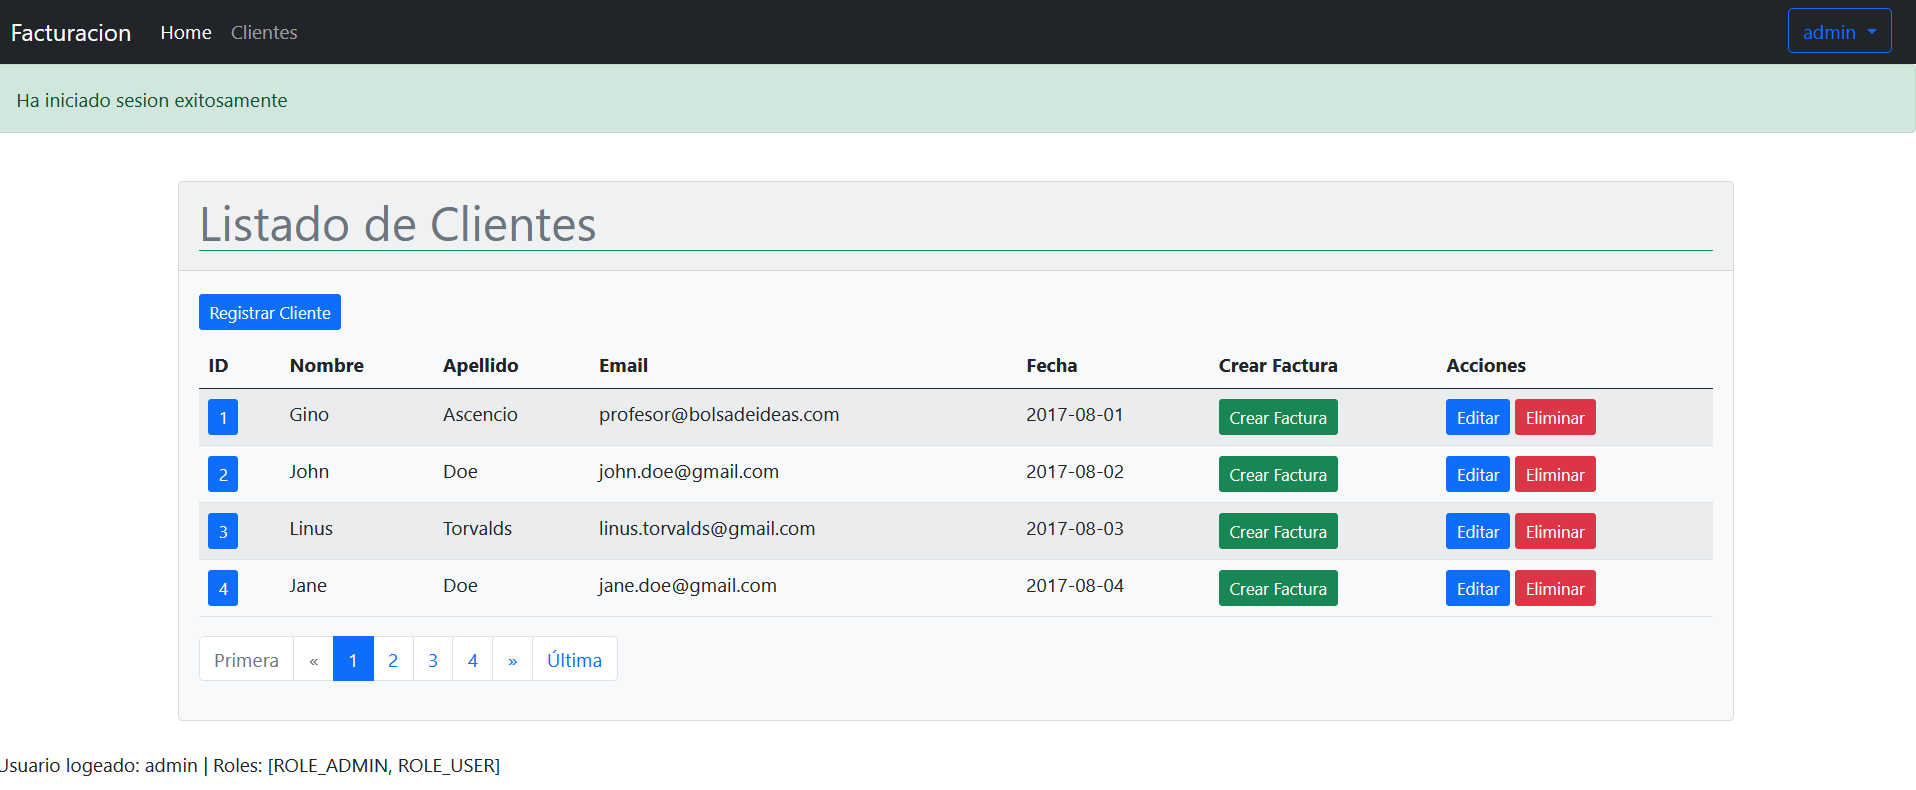 Facturacion Home Clientes admin
Ha iniciado sesion exitosamente
Listado de Clientes
Registrar Cliente
ID Nombre Apellido Email Fecha Crear Factura Acciones
1 Gino Ascencio profesor@bolsadeideas.com 2017-08-01 Crear Factura Editar Eliminar
2 John Doe john.doe@gmail.com 2017-08-02 Crear Factura Editar Eliminar
3 Linus Torvalds linus.torvalds@gmail.com 2017-08-03 Crear Factura Editar Eliminar
4 Jane Doe jane.doe@gmail.com 2017-08-04 Crear Factura Editar Eliminar
Primera « 1 2 3 4 » Última
Usuario logeado: admin | Roles: [ROLE_ADMIN, ROLE_USER]